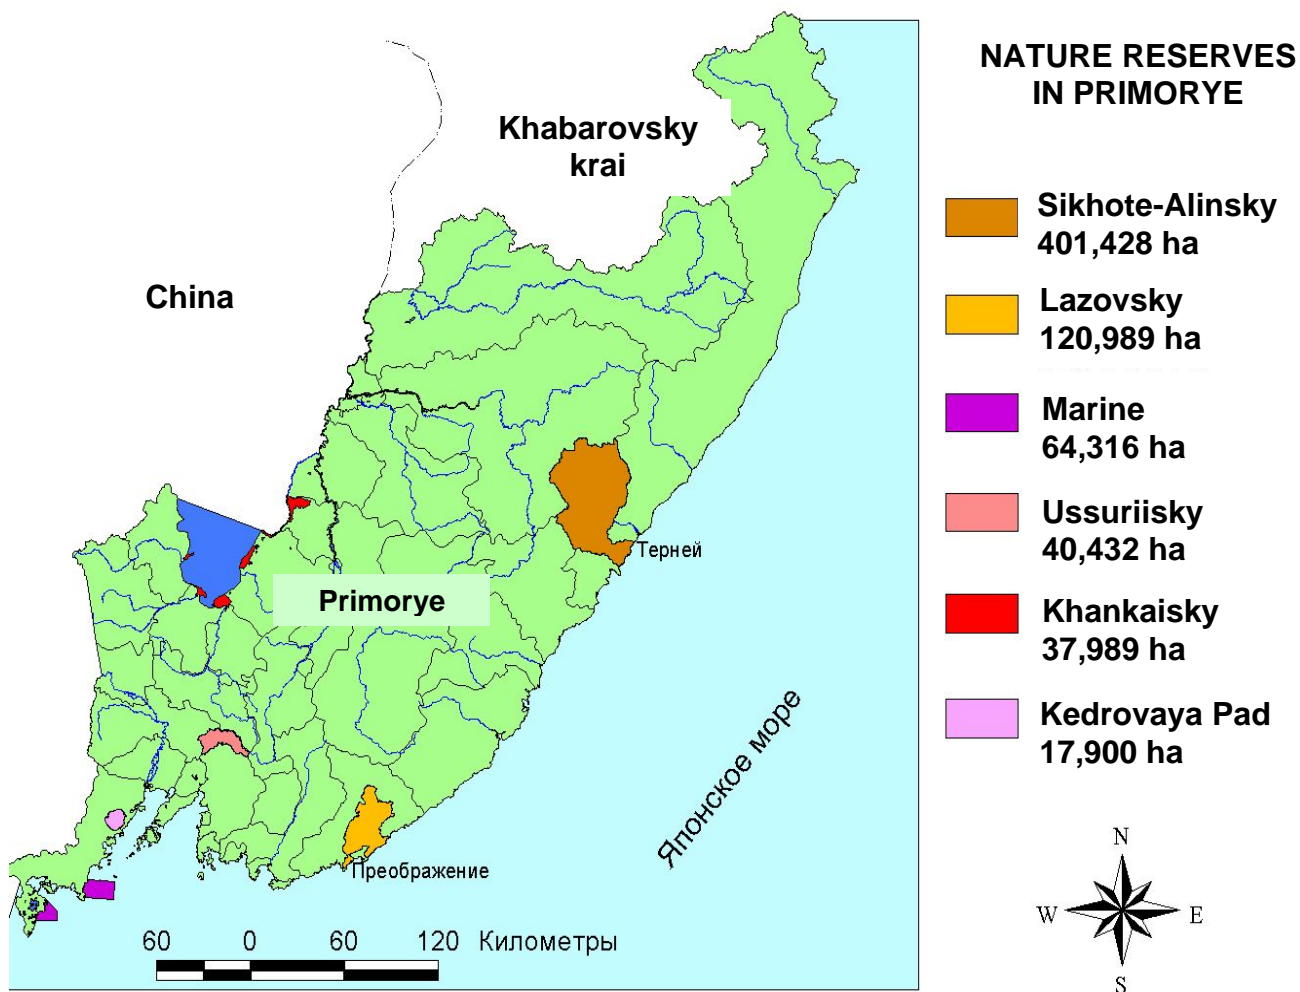 NATURE RESERVES
IN PRIMORYE
Khabarovsky
krai
China
Primorye
Терней
Преображение
Японское море
60 0 60 120 Километры
Sikhote-Alinsky
401,428 ha
Lazovsky
120,989 ha
Marine
64,316 ha
Ussuriisky
40,432 ha
Khankaisky
37,989 ha
Kedrovaya Pad
17,900 ha
N
W E
S